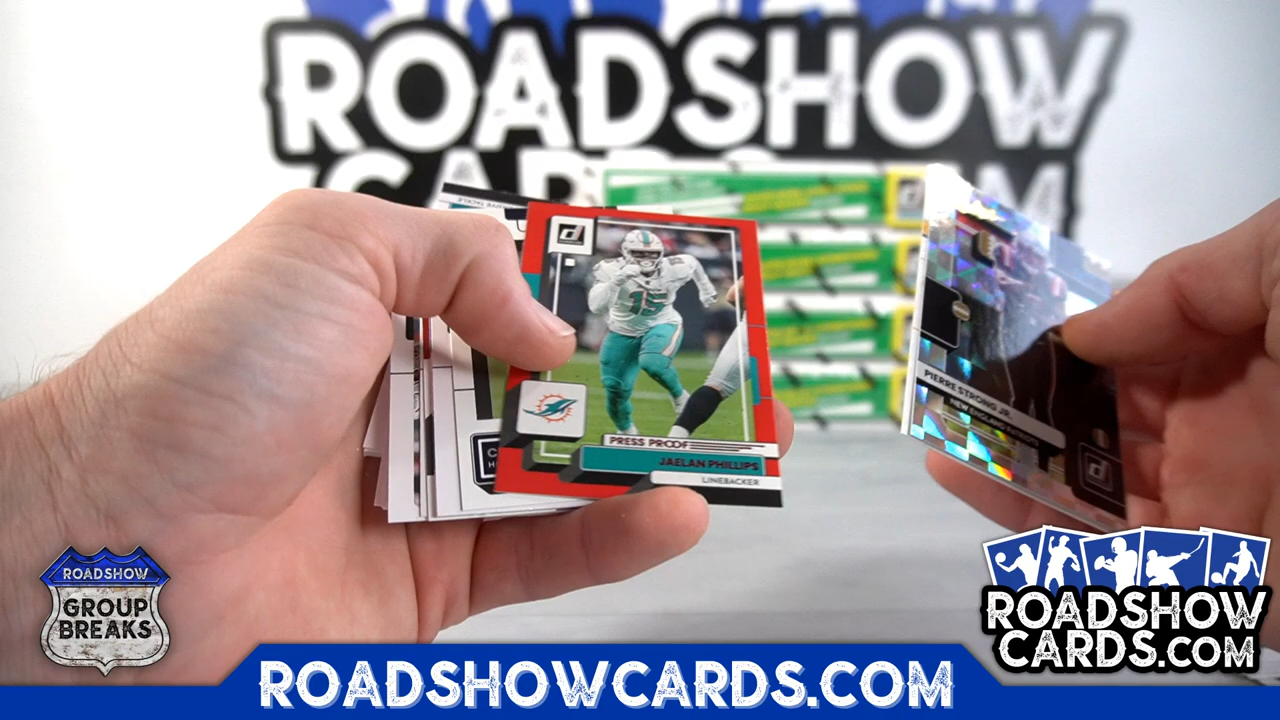 ROADSHOW
PRESS PROOF
JAELAN PHILLIPS
LINEBACKER
15
PIERRE STRONG JR.
NEW ENGLAND PATRIOTS
ROADSHOW
GROUP
BREAKS
ROADSHOW
CARDS.COM
ROADSHOWCARDS.COM